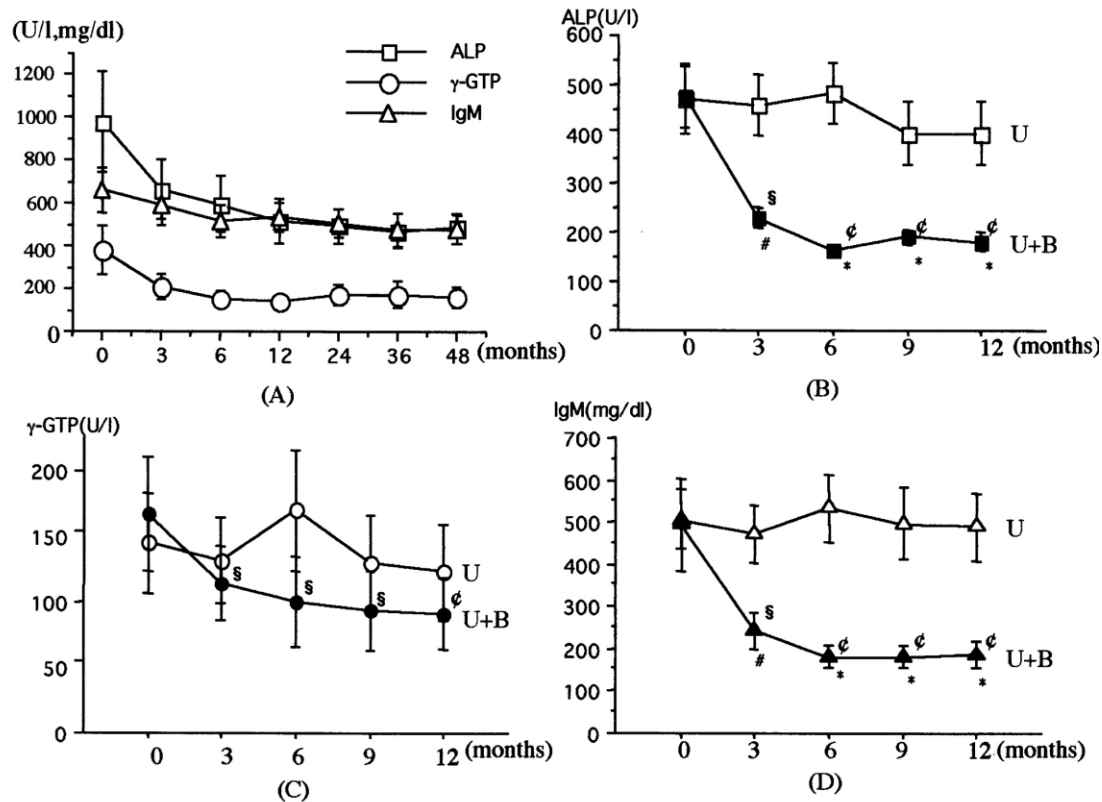 (U/l,mg/dl)
ALP
γ-GTP
IgM
1200
1000
800
600
400
200
0
0 3 6 12 24 36 48 (months)
(A)
ALP(U/l)
600
500
400
300
200
150
100
0
U
§
#
¢ ¢ ¢
* * *
U+B
0 3 6 9 12 (months)
(B)
γ-GTP(U/l)
200
150
100
50
0
U
§ § § ¢
U+B
0 3 6 9 12 (months)
(C)
IgM(mg/dl)
700
600
500
400
300
200
150
100
0
U
§
#
¢ ¢ ¢
* * *
U+B
0 3 6 9 12 (months)
(D)